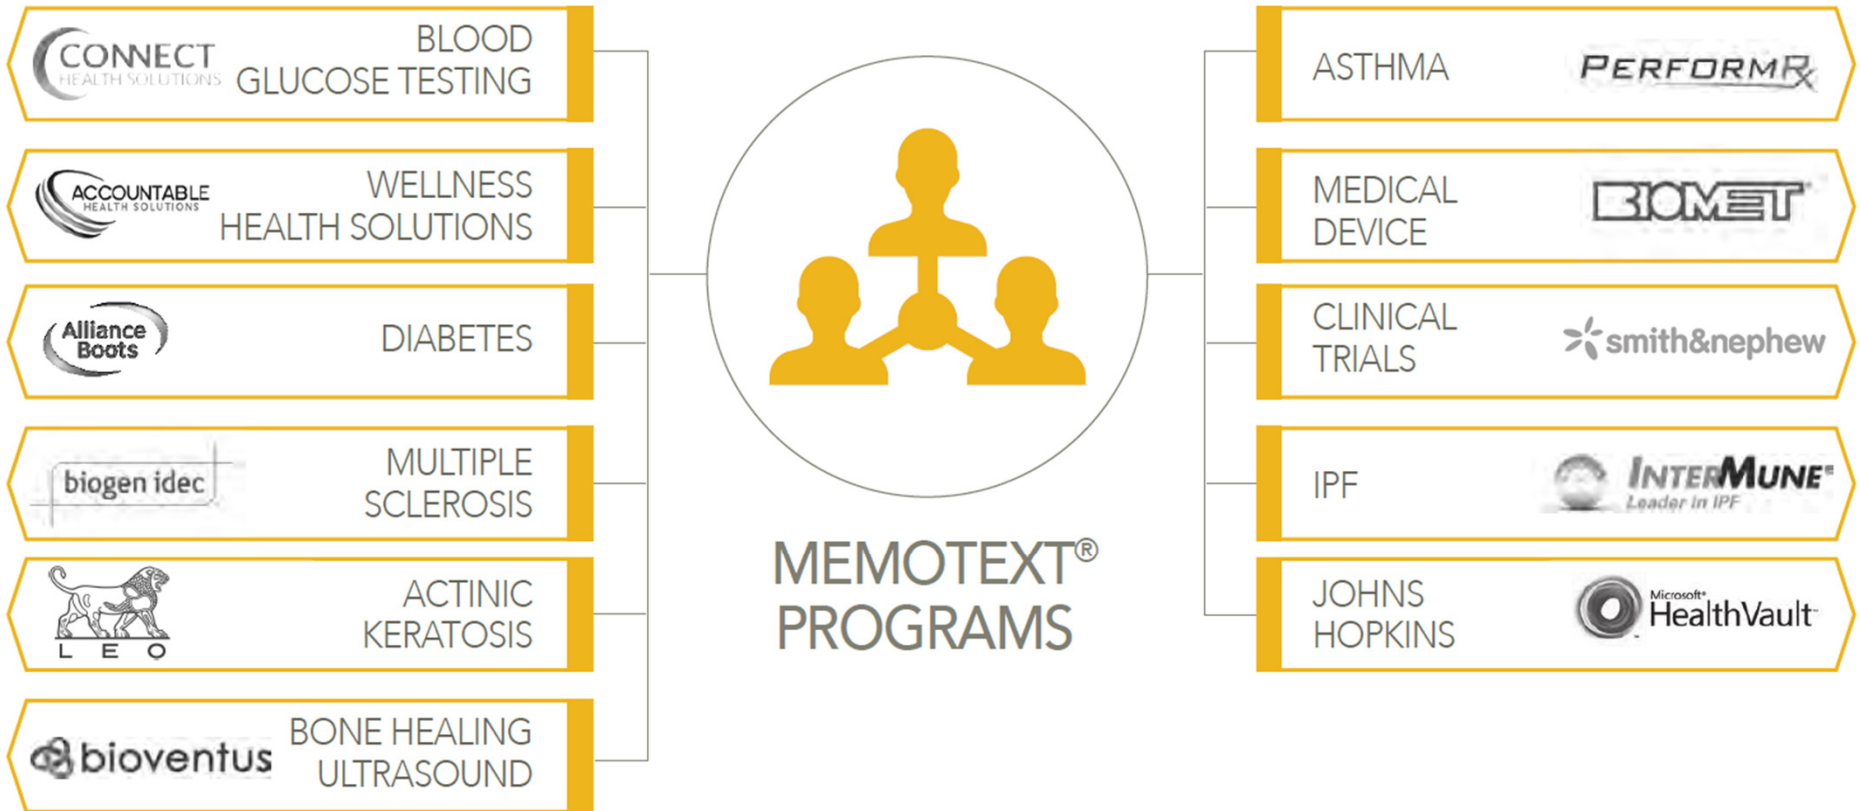 CONNECT
HEALTH SOLUTIONS
BLOOD
GLUCOSE TESTING
ACCOUNTABLE
HEALTH SOLUTIONS
WELLNESS
HEALTH SOLUTIONS
Alliance
Boots
DIABETES
biogen idec
MULTIPLE
SCLEROSIS
LEO
ACTINIC
KERATOSIS
bioventus
BONE HEALING
ULTRASOUND
MEMOTEXT®
PROGRAMS
ASTHMA
PERFORMRx
MEDICAL
DEVICE
BIOMET®
CLINICAL
TRIALS
smith&nephew
IPF
INTERMUNE®
Leader in IPF
JOHNS
HOPKINS
Microsoft®
HealthVault™